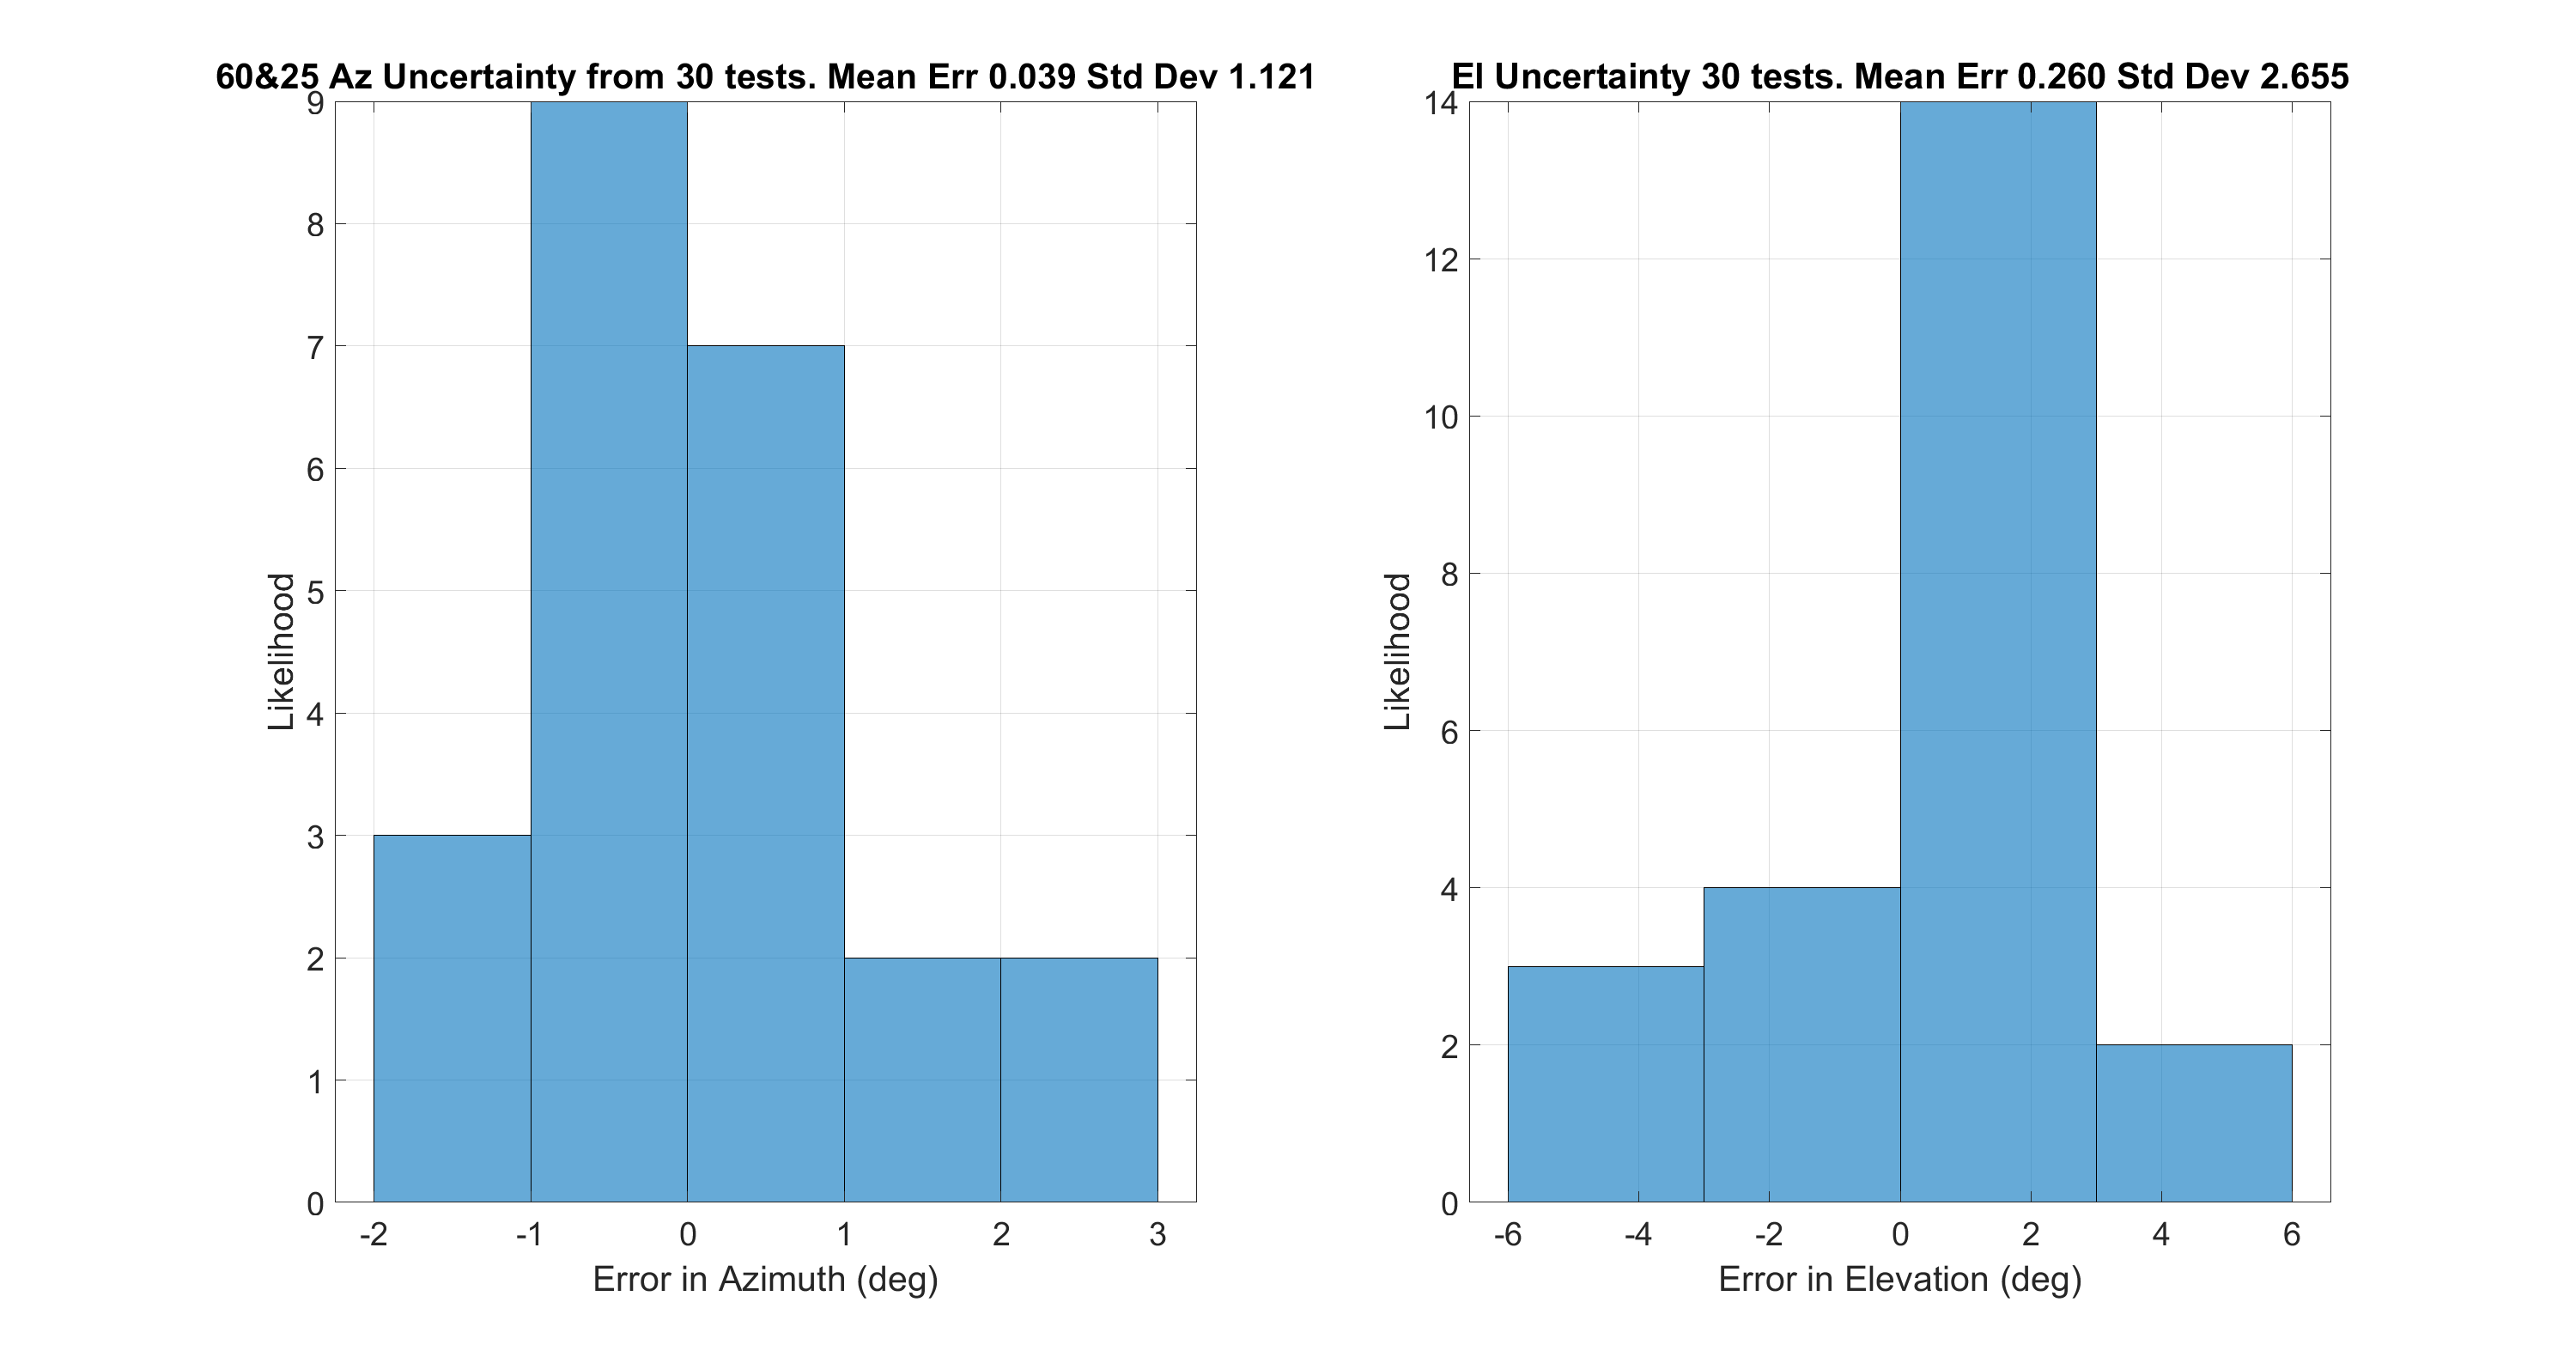 60&25 Az Uncertainty from 30 tests. Mean Err 0.039 Std Dev 1.121
9
8
7
6
5
4
3
2
1
0
Likelihood
-2 -1 0 1 2 3
Error in Azimuth (deg)
El Uncertainty 30 tests. Mean Err 0.260 Std Dev 2.655
14
12
10
8
6
4
2
0
Likelihood
-6 -4 -2 0 2 4 6
Error in Elevation (deg)